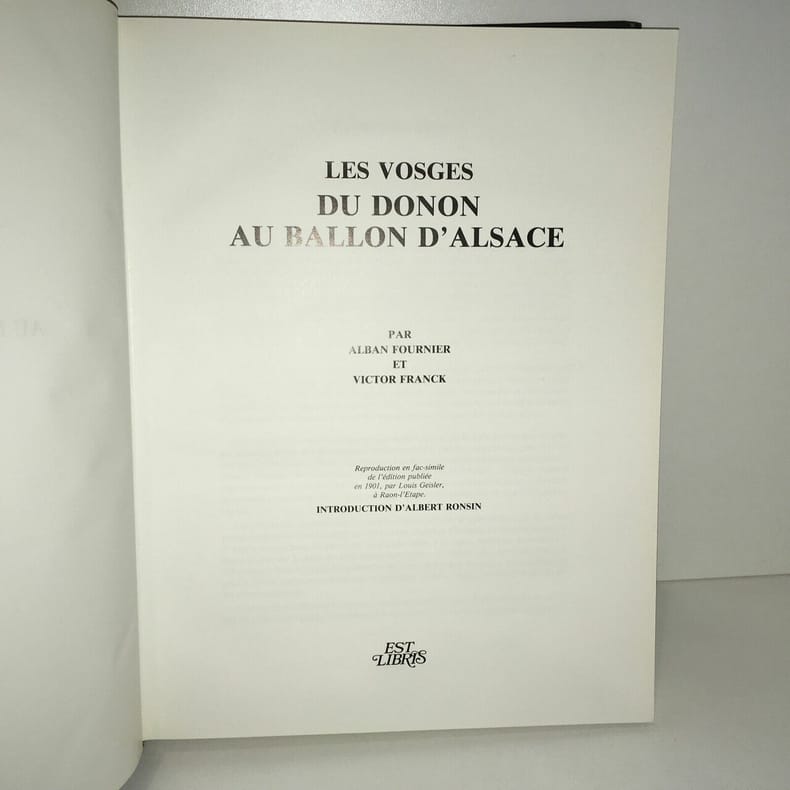 LES VOSGES
DU DONON
AU BALLON D'ALSACE
PAR
ALBAN FOURNIER
ET
VICTOR FRANCK
Reproduction en fac-simile
de l'édition publiée
en 1901, par Louis Geisler,
à Raon-l'Etape.
INTRODUCTION D'ALBERT RONSIN
EST
LIBRIS